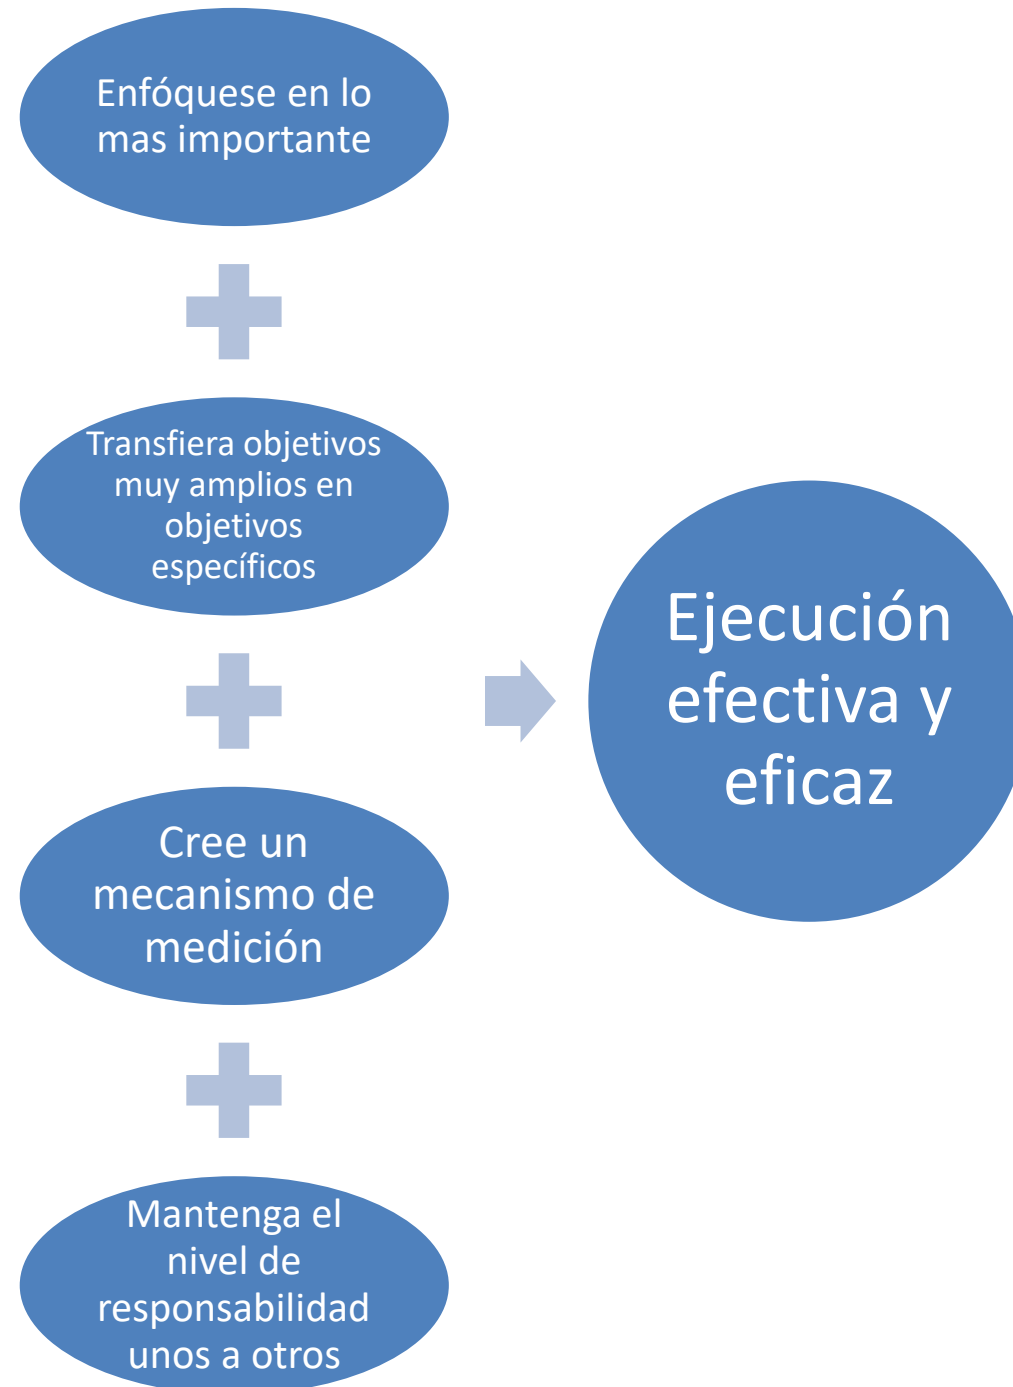 Enfóquese en lo
mas importante
Transfiera objetivos
muy amplios en
objetivos
específicos
Cree un
mecanismo de
medición
Mantenga el
nivel de
responsabilidad
unos a otros
Ejecución
efectiva y
eficaz